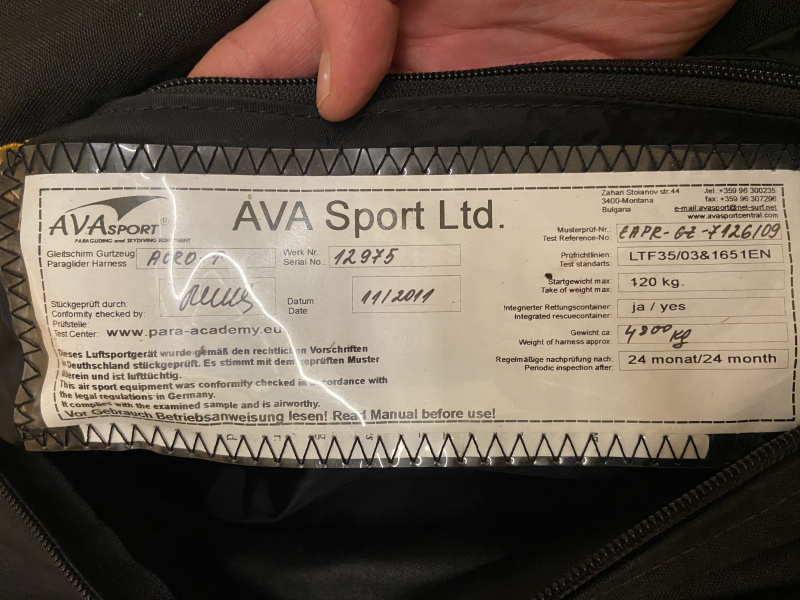 AVA SPORT ®
PARAGLIDING and SKYDIVING EQUIPMENT
AVA Sport Ltd.
Zahari Stoianov str.44
3400-Montana
Bulgaria
tel. +359 96 300235
fax: +359 96 307296
e-mail:avasport@net-surf.net
www.avasportcentral.com
Gleitschirm Gurtzeug
Paraglider Harness
ACRO
Werk Nr.
Serial No.
12975
Stückgeprüft durch:
Conformity checked by:
Prüfstelle
Test Center: www.para-academy.eu
Datum:
Date:
11/2011
Dieses Luftsportgerät wurde gemäß den rechtlichen Vorschriften
in Deuthschland stückgeprüft. Es stimmt mit dem geprüften Muster
überein und ist lufttüchtig.
This air sport equipment was conformity checked in accordance with
the legal regulations in Germany.
It complies with the examined sample and is airworthy.
Vor Gebrauch Betriebsanweisung lesen! Read Manual before use!
Musterprüf-Nr.:
Test Reference-No:
EAPR-GZ-7126/09
Prüfrichtlinien:
Test standarts:
LTF35/03&1651EN
Startgewicht max:
Take of weight max:
120 kg.
Integrierter Rettungscontainer:
Integrated rescuecontainer:
ja / yes
Gewicht ca:
Weight of harness approx:
4800 kg
Regelmäßige nachprüfung nach:
Periodic inspection after:
24 monat/24 month